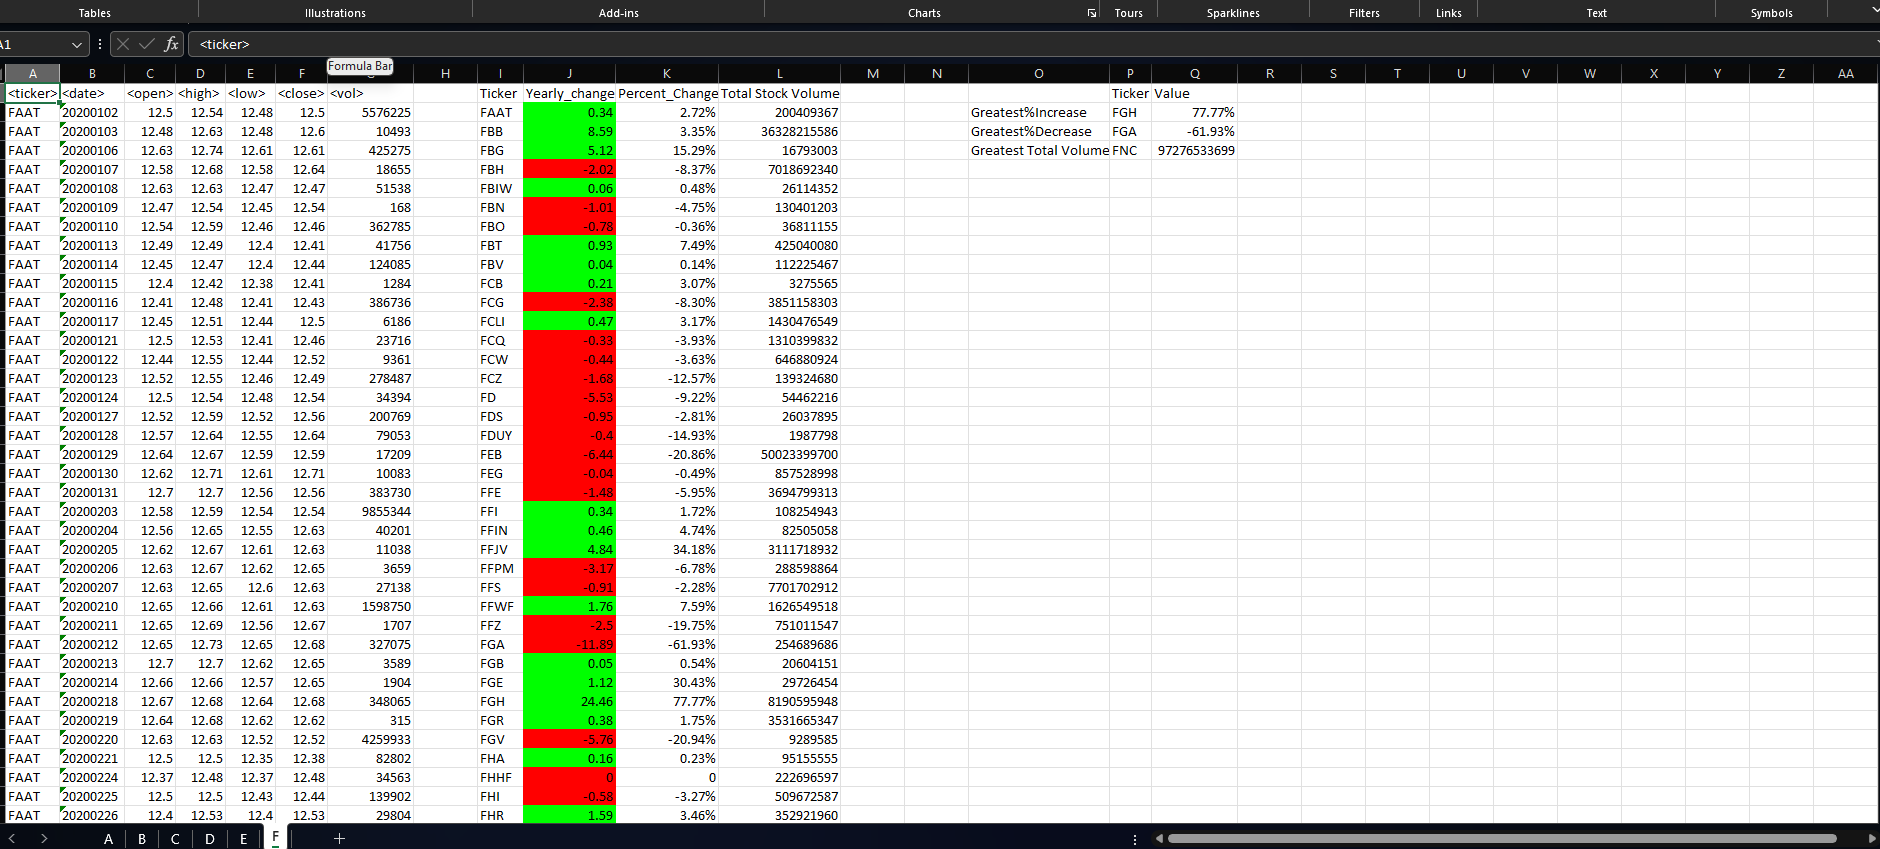 Tables Illustrations Add-ins Charts Tours Sparklines Filters Links Text Symbols
A1 fx <ticker>
Formula Bar
A B C D E F G H I J K L M N O P Q R S T U V W X Y Z AA
<ticker> <date> <open> <high> <low> <close> <vol> Ticker Yearly_change Percent_Change Total Stock Volume Ticker Value
FAAT 20200102 12.5 12.54 12.48 12.5 5576225 FAAT 0.34 2.72% 200409367 Greatest%Increase FGH 77.77%
FAAT 20200103 12.48 12.63 12.48 12.6 10493 FBB 8.59 3.35% 36328215586 Greatest%Decrease FGA -61.93%
FAAT 20200106 12.63 12.74 12.61 12.61 425275 FBG 5.12 15.29% 16793003 Greatest Total Volume FNC 97276533699
FAAT 20200107 12.58 12.68 12.58 12.64 18655 FBH -2.02 -8.37% 7018692340
FAAT 20200108 12.63 12.63 12.47 12.47 51538 FBIW 0.06 0.48% 26114352
FAAT 20200109 12.47 12.54 12.45 12.54 168 FBN -1.01 -4.75% 130401203
FAAT 20200110 12.54 12.59 12.46 12.46 362785 FBO -0.78 -0.36% 36811155
FAAT 20200113 12.49 12.49 12.4 12.41 41756 FBT 0.93 7.49% 425040080
FAAT 20200114 12.45 12.47 12.4 12.44 124085 FBV 0.04 0.14% 112225467
FAAT 20200115 12.4 12.42 12.38 12.41 1284 FCB 0.21 3.07% 3275565
FAAT 20200116 12.41 12.48 12.41 12.43 386736 FCG -2.38 -8.30% 3851158303
FAAT 20200117 12.45 12.51 12.44 12.5 6186 FCLI 0.47 3.17% 1430476549
FAAT 20200121 12.5 12.53 12.41 12.46 23716 FCQ -0.33 -3.93% 1310399832
FAAT 20200122 12.44 12.55 12.44 12.52 9361 FCW -0.44 -3.63% 646880924
FAAT 20200123 12.52 12.55 12.46 12.49 278487 FCZ -1.68 -12.57% 139324680
FAAT 20200124 12.5 12.54 12.48 12.54 34394 FD -5.53 -9.22% 54462216
FAAT 20200127 12.52 12.59 12.52 12.56 200769 FDS -0.95 -2.81% 26037895
FAAT 20200128 12.57 12.64 12.55 12.64 79053 FDUY -0.4 -14.93% 1987798
FAAT 20200129 12.64 12.67 12.59 12.59 17209 FEB -6.44 -20.86% 50023399700
FAAT 20200130 12.62 12.71 12.61 12.71 10083 FEG -0.04 -0.49% 857528998
FAAT 20200131 12.7 12.7 12.56 12.56 383730 FFE -1.48 -5.95% 3694799313
FAAT 20200203 12.58 12.59 12.54 12.54 9855344 FFI 0.34 1.72% 108254943
FAAT 20200204 12.56 12.65 12.55 12.63 40201 FFIN 0.46 4.74% 82505058
FAAT 20200205 12.62 12.67 12.61 12.63 11038 FFJV 4.84 34.18% 3111718932
FAAT 20200206 12.63 12.67 12.62 12.65 3659 FFPM -3.17 -6.78% 288598864
FAAT 20200207 12.63 12.65 12.6 12.63 27138 FFS -0.91 -2.28% 7701702912
FAAT 20200210 12.65 12.66 12.61 12.63 1598750 FFWF 1.76 7.59% 1626549518
FAAT 20200211 12.65 12.69 12.56 12.67 1707 FFZ -2.5 -19.75% 751011547
FAAT 20200212 12.65 12.73 12.65 12.68 327075 FGA -11.89 -61.93% 254689686
FAAT 20200213 12.7 12.7 12.62 12.65 3589 FGB 0.05 0.54% 20604151
FAAT 20200214 12.66 12.66 12.57 12.65 1904 FGE 1.12 30.43% 29726454
FAAT 20200218 12.67 12.68 12.64 12.68 348065 FGH 24.46 77.77% 8190595948
FAAT 20200219 12.64 12.68 12.62 12.62 315 FGR 0.38 1.75% 3531665347
FAAT 20200220 12.63 12.63 12.52 12.52 4259933 FGV -5.76 -20.94% 9289585
FAAT 20200221 12.5 12.5 12.35 12.38 82802 FHA 0.16 0.23% 95155555
FAAT 20200224 12.37 12.48 12.37 12.48 34563 FHHF 0 0 222696597
FAAT 20200225 12.5 12.5 12.43 12.44 139902 FHI -0.58 -3.27% 509672587
FAAT 20200226 12.4 12.53 12.4 12.53 29804 FHR 1.59 3.46% 352921960
A B C D E F +